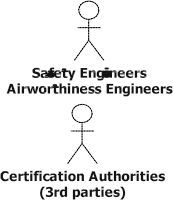 Safety Engineers
Airworthiness Engineers
Certification Authorities
(3rd parties)